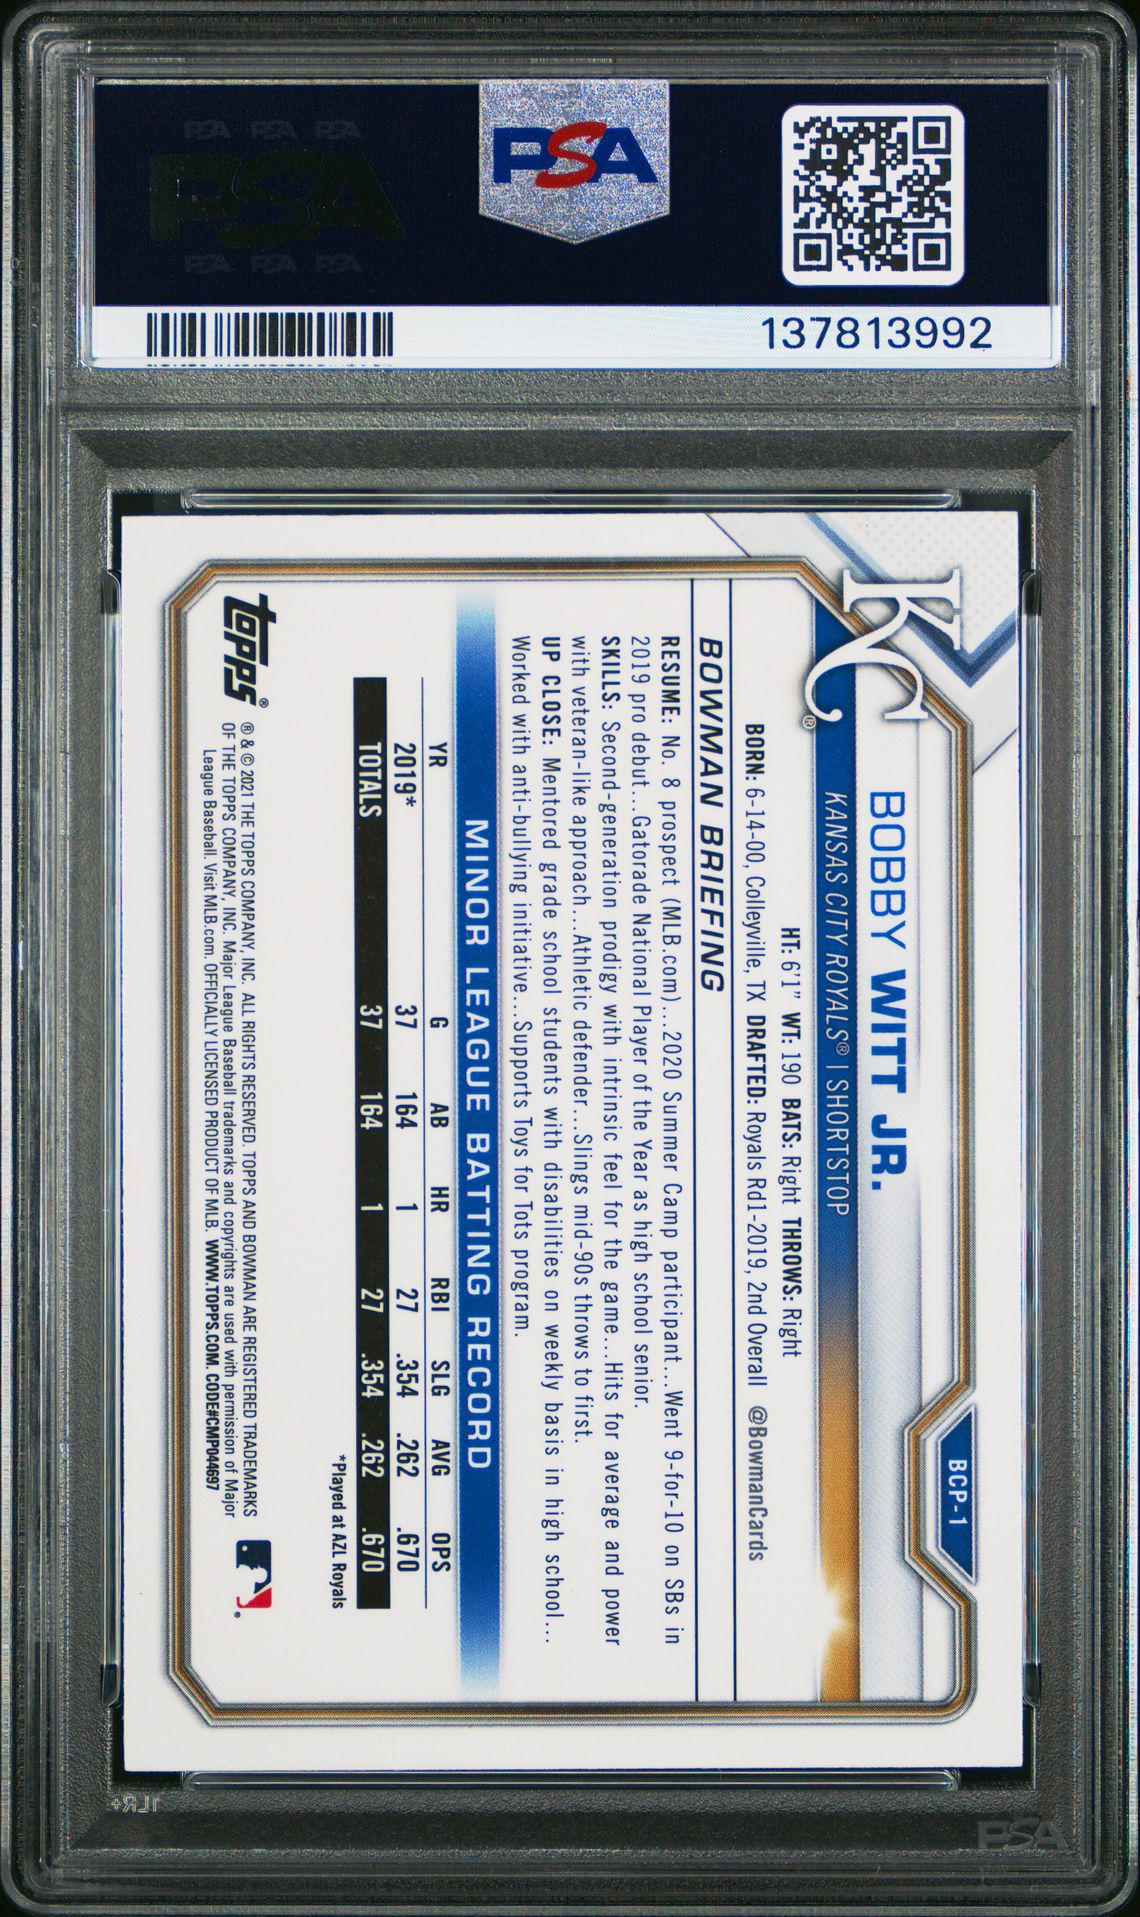 PSA PSA PSA
PSA
PSA PSA PSA
PSA
137813992
BCP-1
KC®
BOBBY WITT JR.
KANSAS CITY ROYALS® | SHORTSTOP
HT: 6'1" WT: 190 BATS: Right THROWS: Right
BORN: 6-14-00, Colleyville, TX DRAFTED: Royals Rd1-2019, 2nd Overall @BowmanCards
BOWMAN BRIEFING
RESUME: No. 8 prospect (MLB.com)...2020 Summer Camp participant...Went 9-for-10 on SBs in
2019 pro debut...Gatorade National Player of the Year as high school senior.
SKILLS: Second-generation prodigy with intrinsic feel for the game...Hits for average and power
with veteran-like approach...Athletic defender...Slings mid-90s throws to first.
UP CLOSE: Mentored grade school students with disabilities on weekly basis in high school...
Worked with anti-bullying initiative...Supports Toys for Tots program.
MINOR LEAGUE BATTING RECORD
YR G AB HR RBI SLG AVG OPS
2019* 37 164 1 27 .354 .262 .670
TOTALS 37 164 1 27 .354 .262 .670
*Played at AZL Royals
topps®
® & © 2021 THE TOPPS COMPANY, INC. ALL RIGHTS RESERVED. TOPPS AND BOWMAN ARE REGISTERED TRADEMARKS
OF THE TOPPS COMPANY, INC. Major League Baseball trademarks and copyrights are used with permission of Major
League Baseball. Visit MLB.com. OFFICIALLY LICENSED PRODUCT OF MLB. WWW.TOPPS.COM. CODE#CMP044697
1LR+
PSA